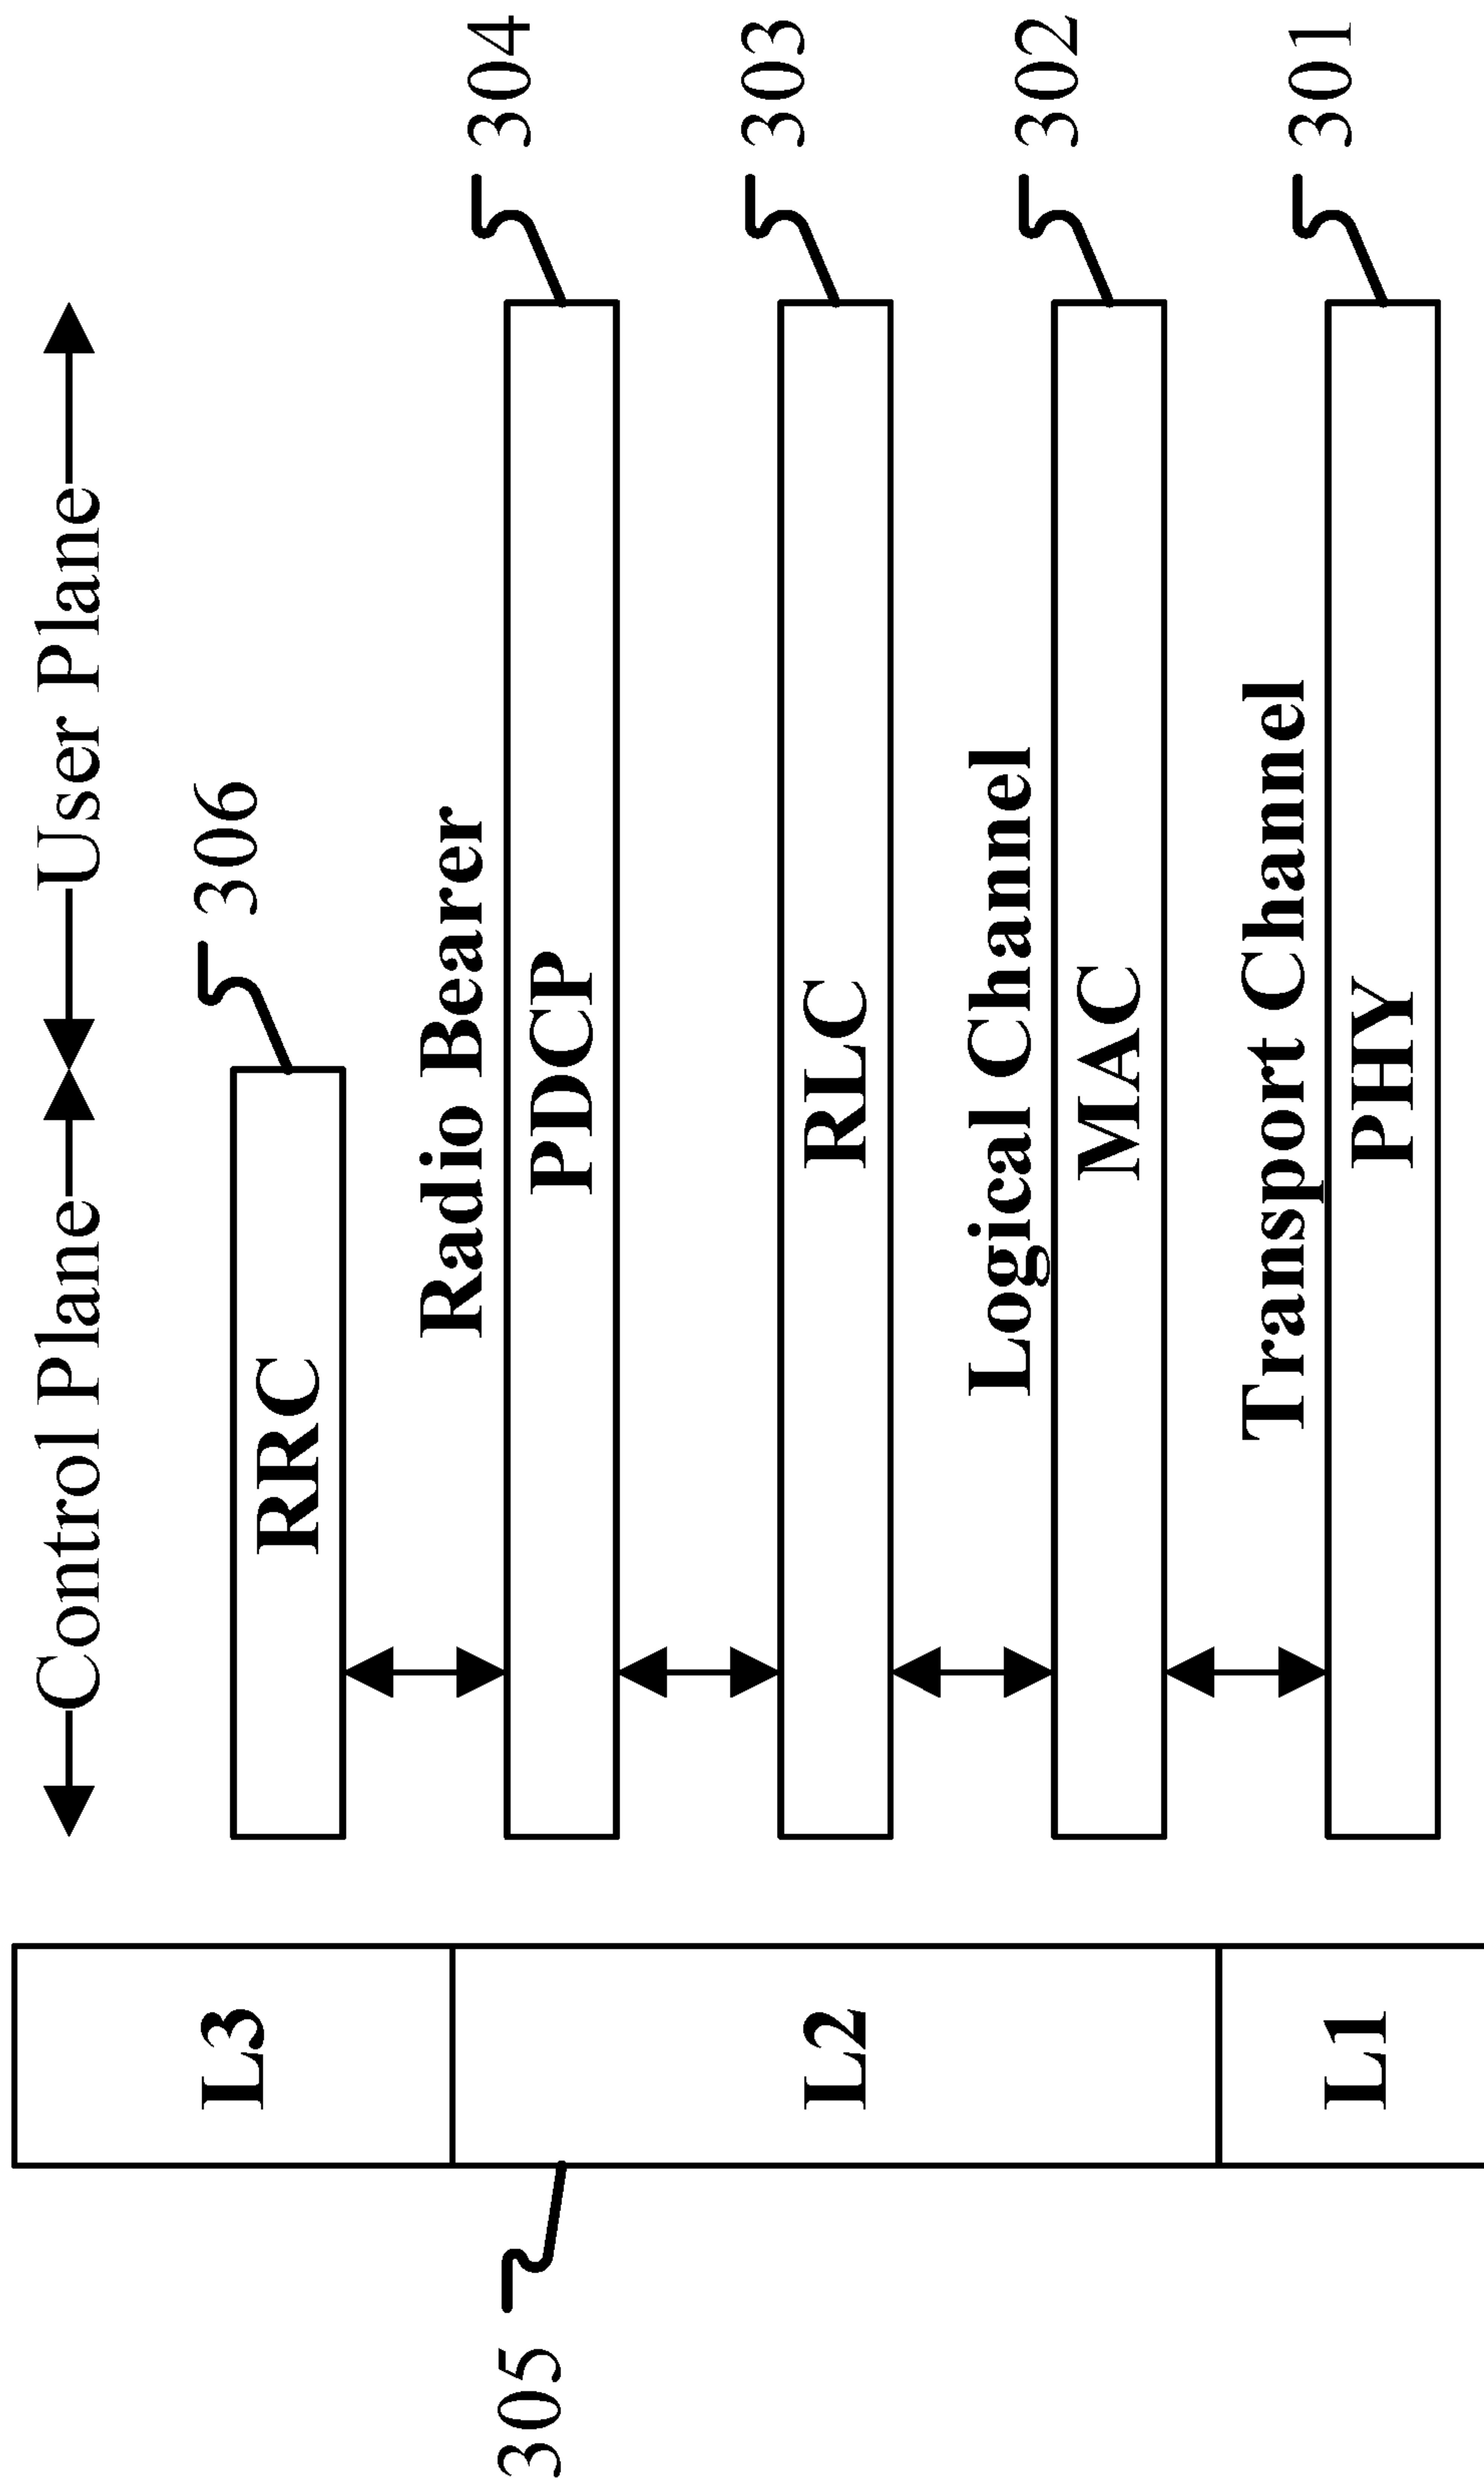 Control Plane
User Plane
L3
RRC
306
Radio Bearer
305
PDCP
304
L2
RLC
303
Logical Channel
MAC
302
Transport Channel
L1
PHY
301